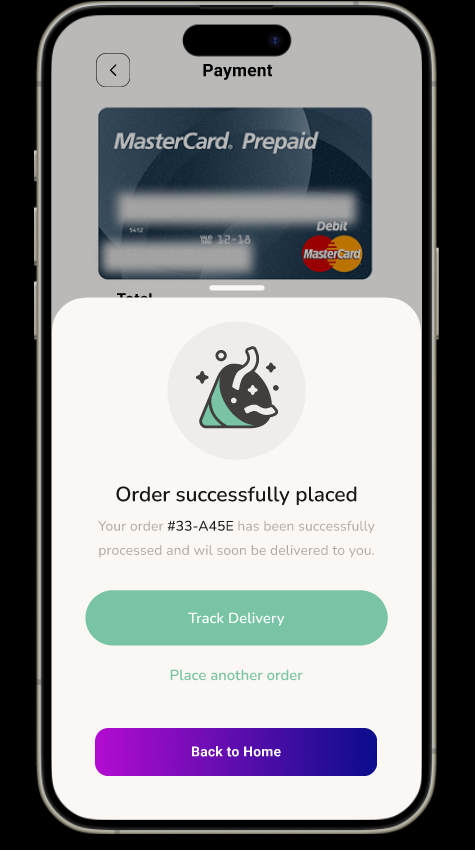 Payment
MasterCard® Prepaid
5412
VALID THRU 12-18
Debit
MasterCard
Total
Order successfully placed
Your order #33-A45E has been successfully
processed and wil soon be delivered to you.
Track Delivery
Place another order
Back to Home